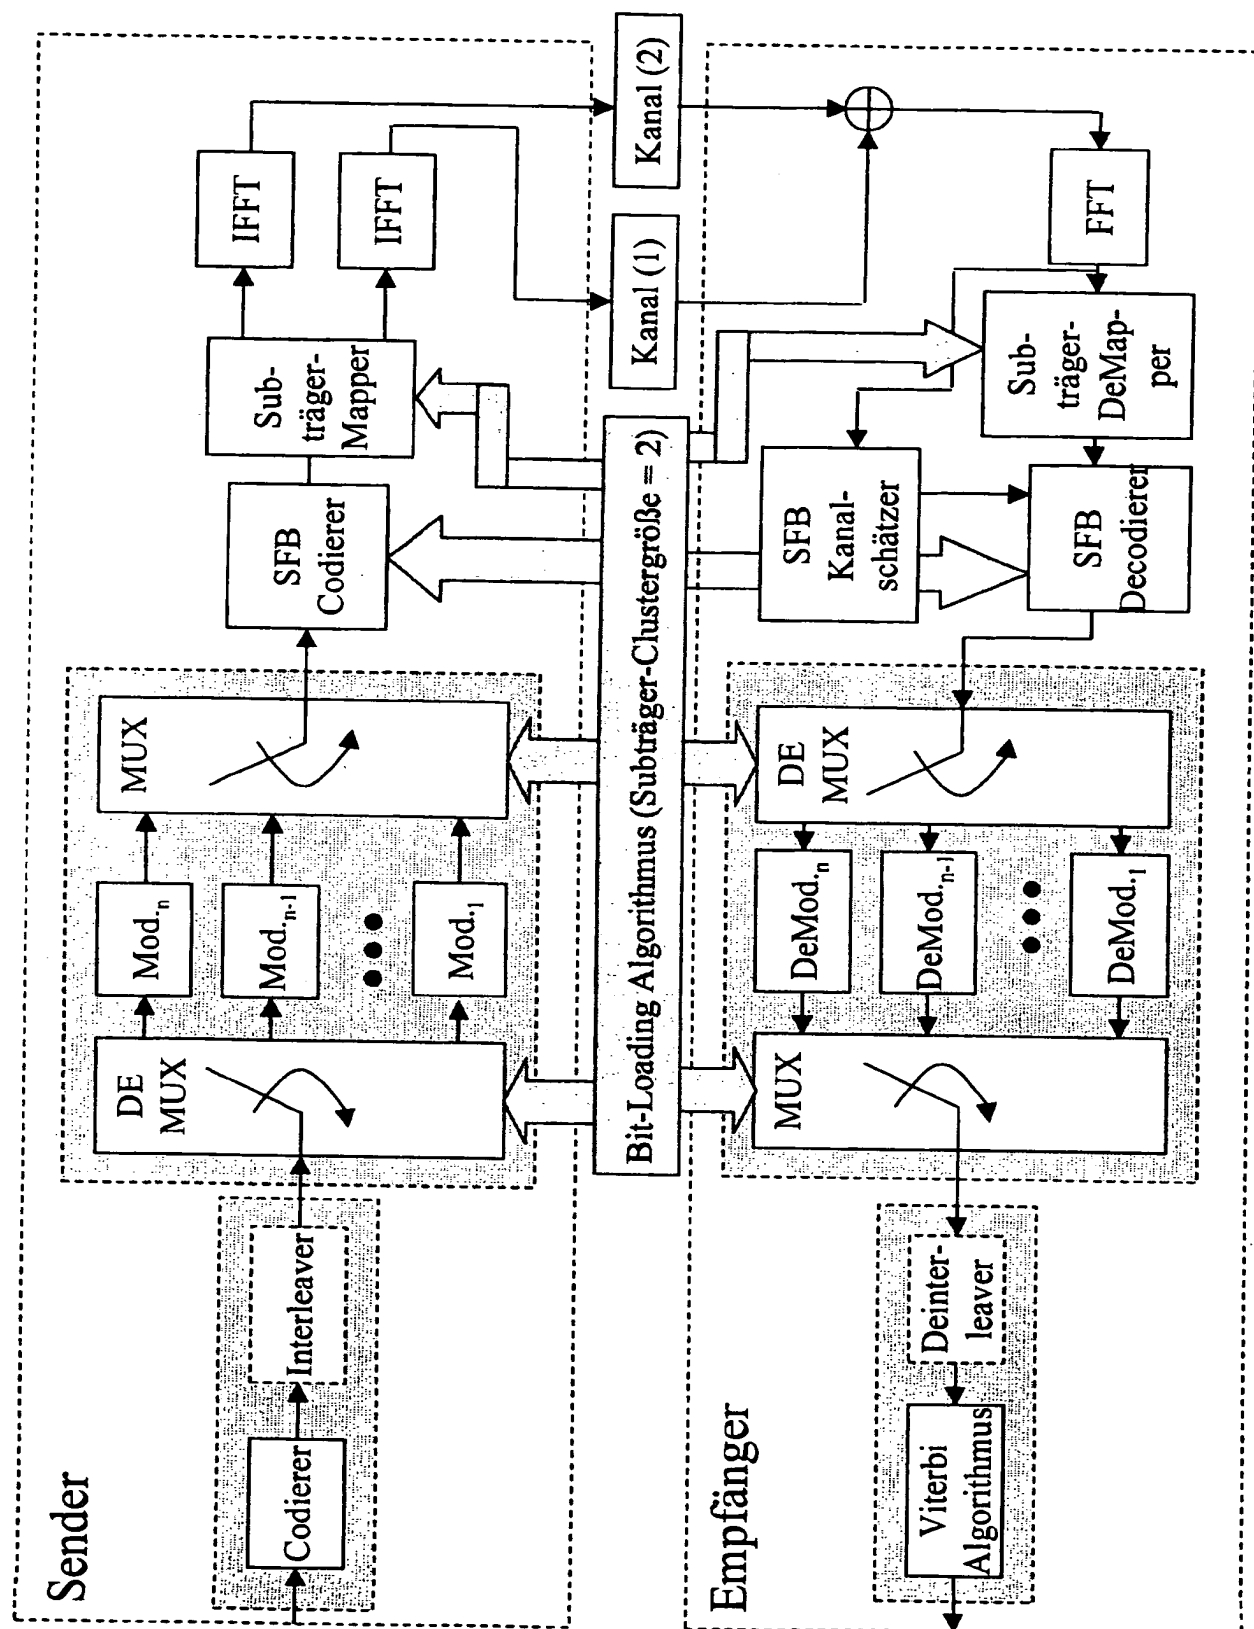 Sender
Codierer
Interleaver
DE
MUX
Mod.n
Mod.n-1
Mod.1
MUX
SFB
Codierer
Sub-
träger-
Mapper
IFFT
IFFT
Bit-Loading Algorithmus (Subträger-Clustergröße = 2)
Kanal (1)
Kanal (2)
Empfänger
Viterbi
Algorithmus
Deinter-
leaver
MUX
DeMod.n
DeMod.n-1
DeMod.1
DE
MUX
SFB
Kanal-
schätzer
SFB
Decodierer
Sub-
träger-
DeMap-
per
FFT